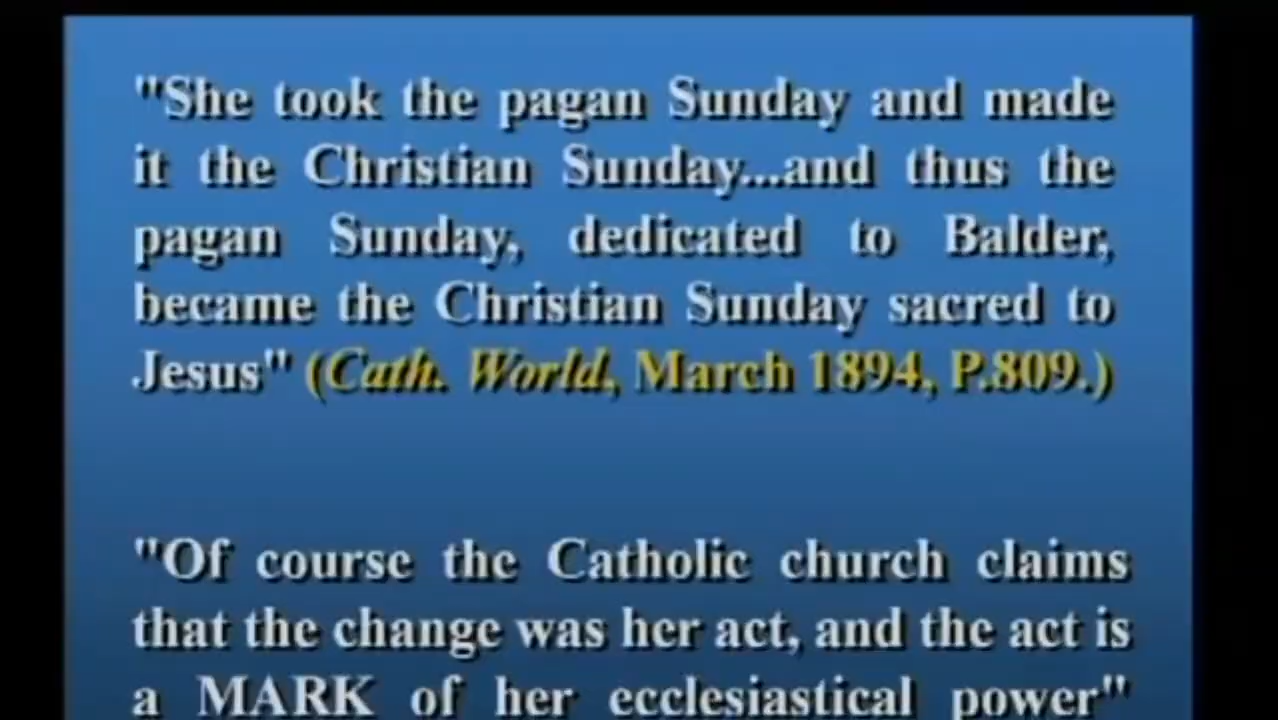 "She took the pagan Sunday and made
it the Christian Sunday...and thus the
pagan Sunday, dedicated to Balder,
became the Christian Sunday sacred to
Jesus" (Cath. World, March 1894, P.809.)
"Of course the Catholic church claims
that the change was her act, and the act is
a MARK of her ecclesiastical power"